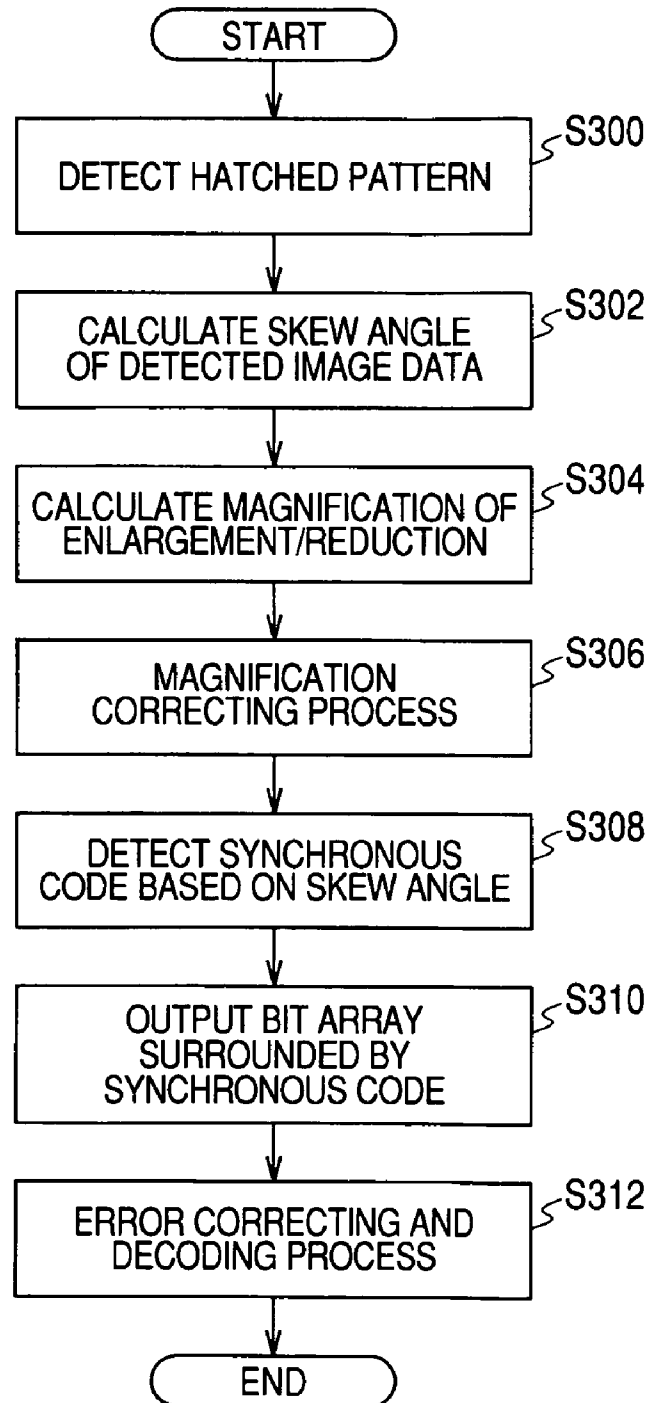 START
S300
DETECT HATCHED PATTERN
S302
CALCULATE SKEW ANGLE
OF DETECTED IMAGE DATA
S304
CALCULATE MAGNIFICATION OF
ENLARGEMENT/REDUCTION
S306
MAGNIFICATION
CORRECTING PROCESS
S308
DETECT SYNCHRONOUS
CODE BASED ON SKEW ANGLE
S310
OUTPUT BIT ARRAY
SURROUNDED BY
SYNCHRONOUS CODE
S312
ERROR CORRECTING AND
DECODING PROCESS
END